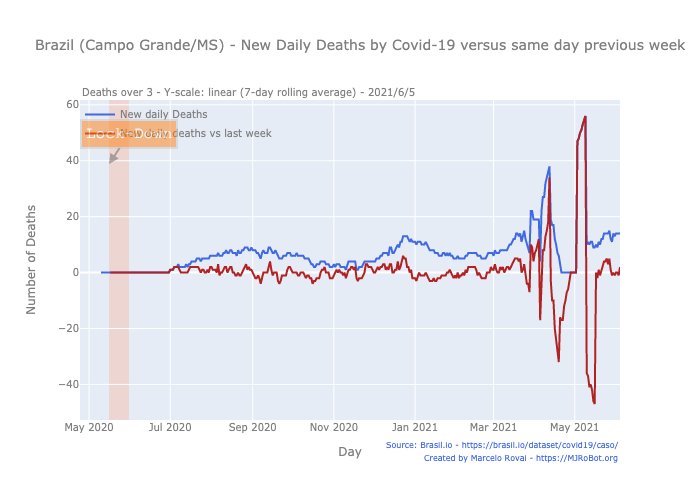 Brazil (Campo Grande/MS) - New Daily Deaths by Covid-19 versus same day previous week
Deaths over 3 - Y-scale: linear (7-day rolling average) - 2021/6/5
60
New daily Deaths
Lock Down
deaths vs last week
40
20
0
−20
−40
Number of Deaths
May 2020
Jul 2020
Sep 2020
Nov 2020
Jan 2021
Mar 2021
May 2021
Day
Source: Brasil.io - https://brasil.io/dataset/covid19/caso/
Created by Marcelo Rovai - https://MJRoBot.org